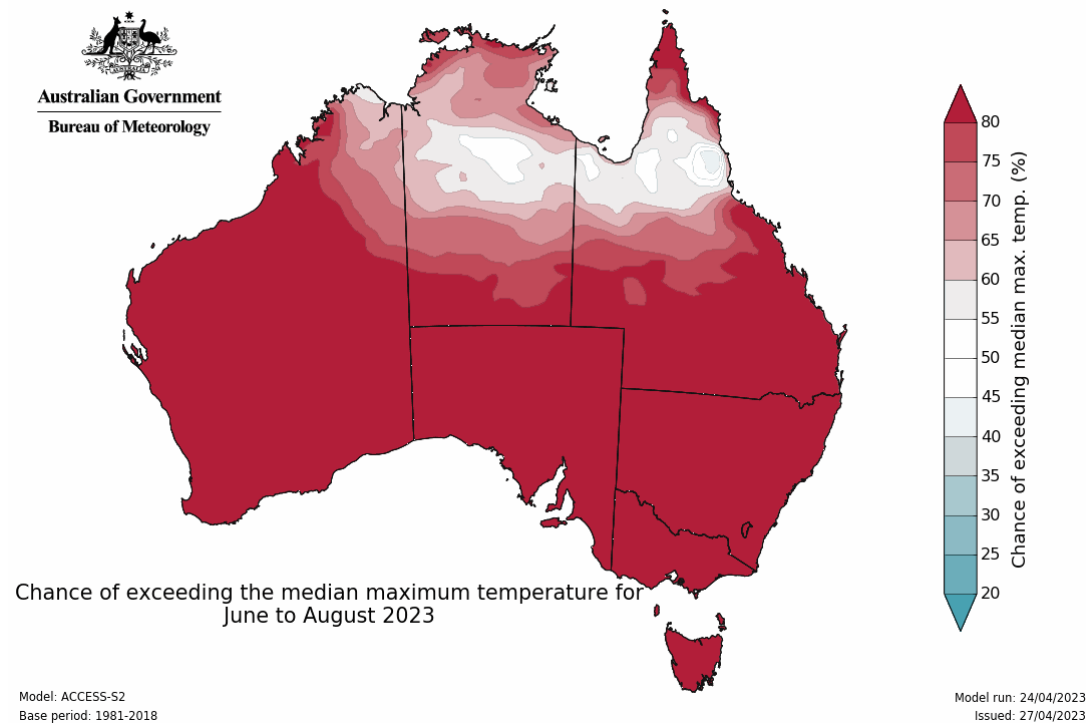 Australian Government
Bureau of Meteorology
80
75
70
65
60
55
50
45
40
35
30
25
20
Chance of exceeding median max. temp. (%)
Chance of exceeding the median maximum temperature for
June to August 2023
Model: ACCESS-S2
Base period: 1981-2018
Model run: 24/04/2023
Issued: 27/04/2023